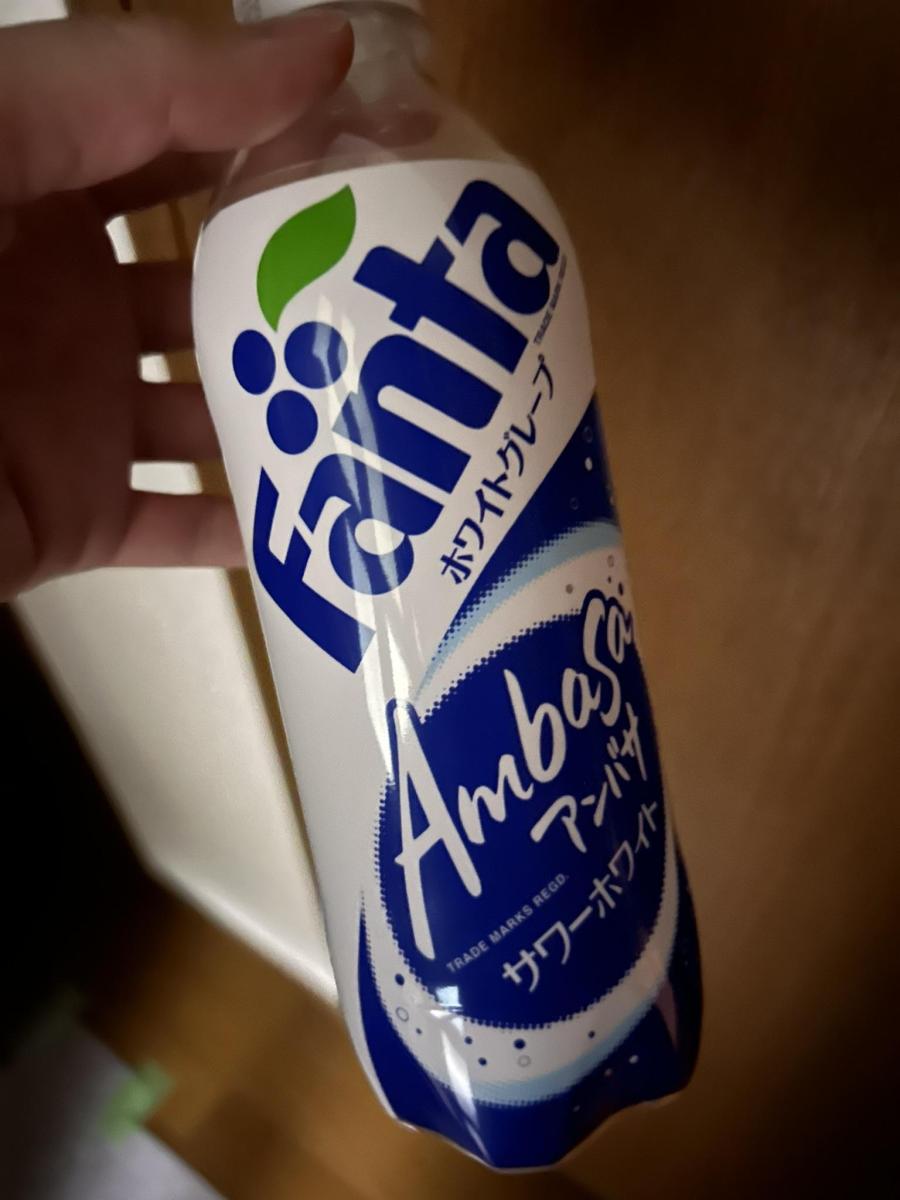 Fanta
TRADE MARK REGD.
ホワイトグレープ
Ambasa
アンバサ
TRADE MARKS REGD.
サワーホワイト